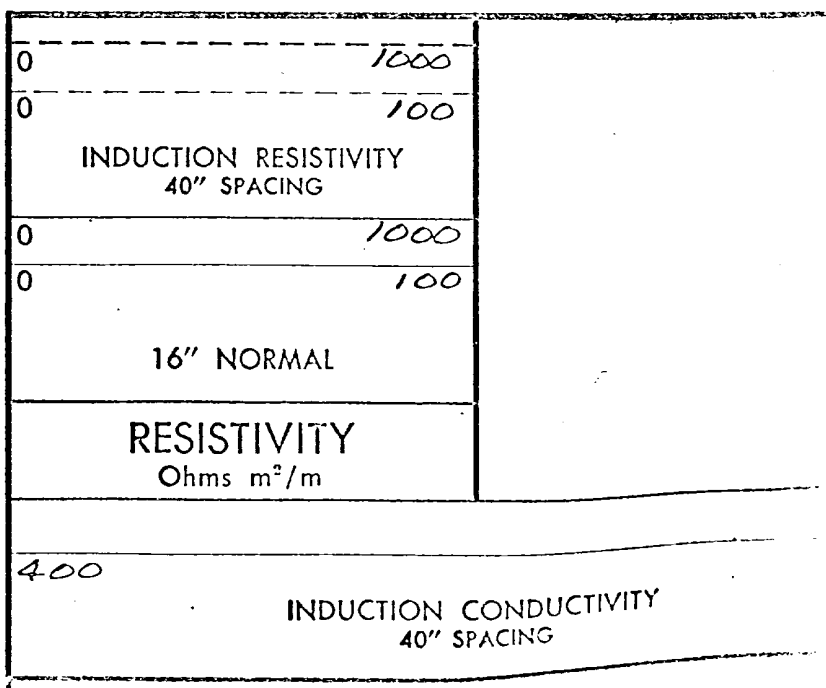 0 1000
0 100
INDUCTION RESISTIVITY
40" SPACING
0 1000
0 100
16" NORMAL
RESISTIVITY
Ohms m²/m
400
INDUCTION CONDUCTIVITY
40" SPACING